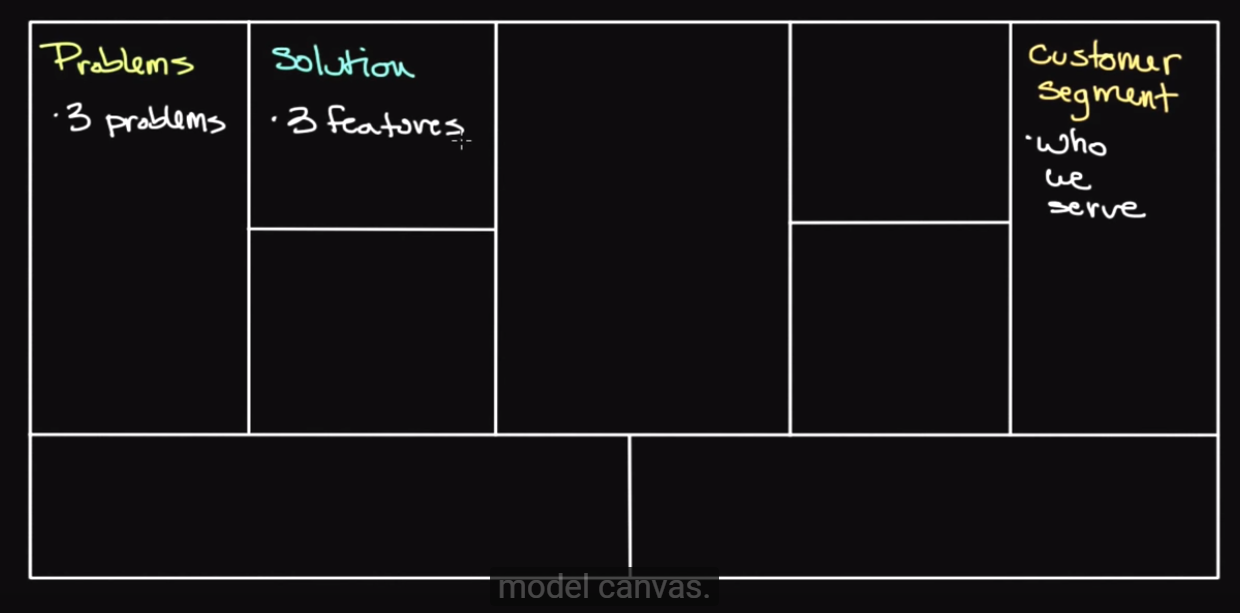 Problems
· 3 problems
Solution
· 3 features
Customer
segment
· who
we
serve
model canvas.